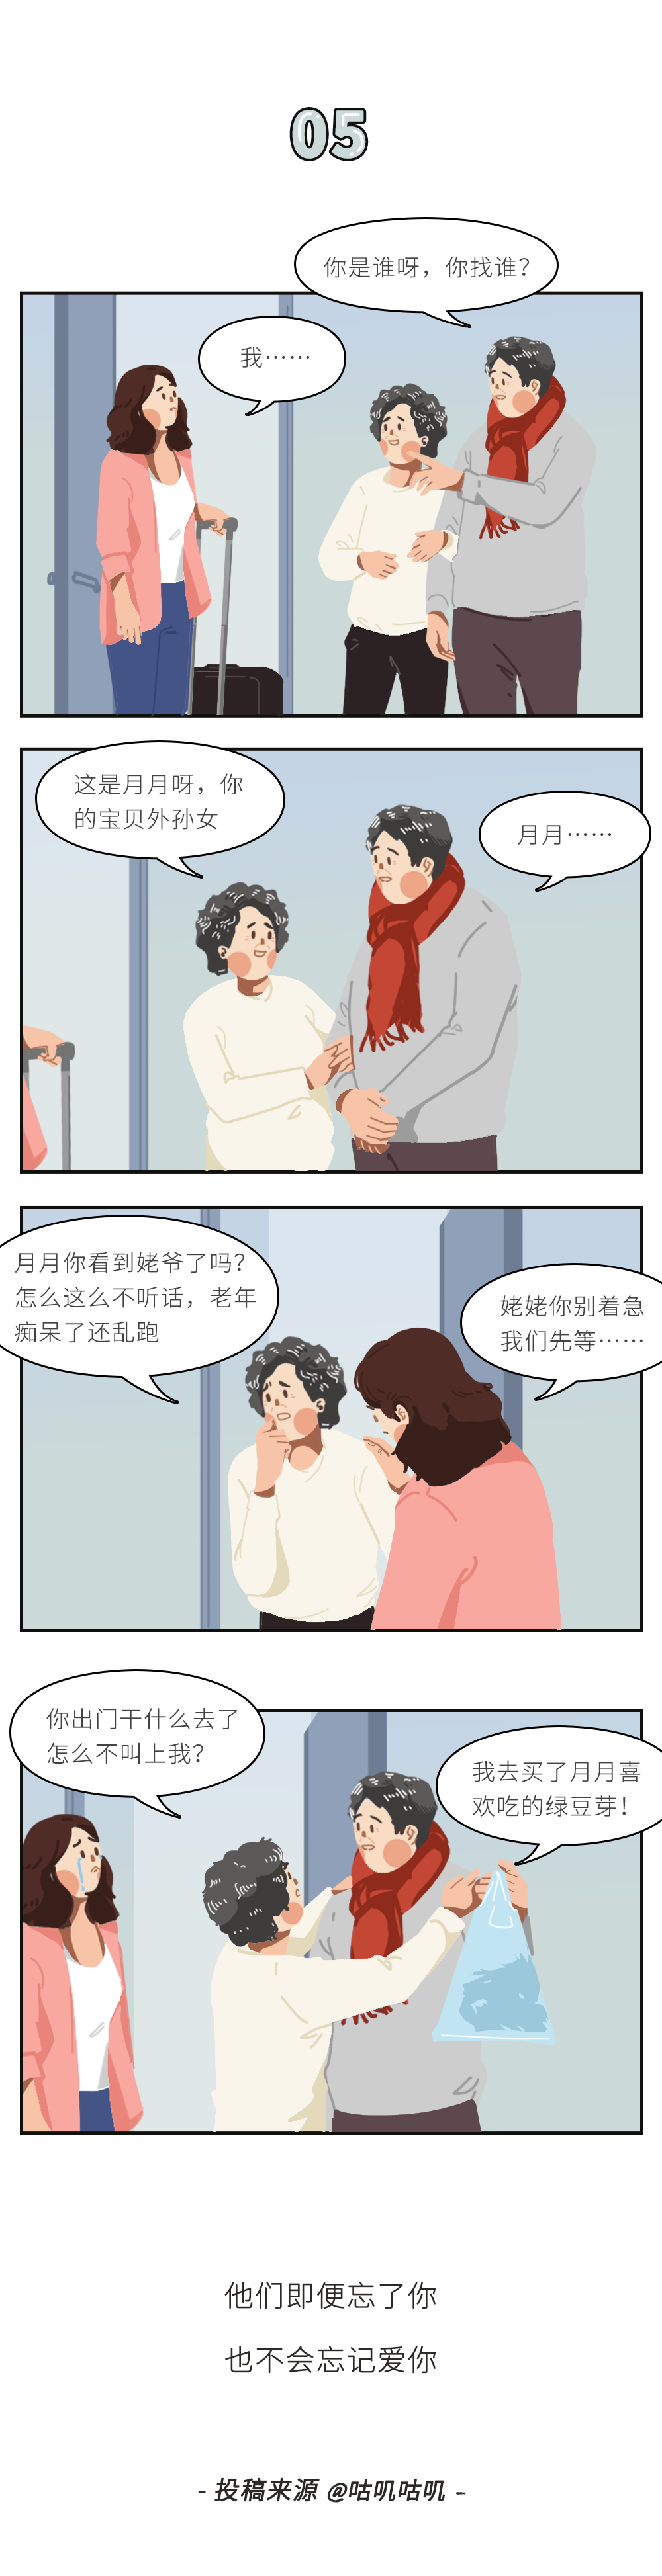 05
你是谁呀，你找谁？
我……
这是月月呀，你
的宝贝外孙女
月月……
月月你看到姥爷了吗？
怎么这么不听话，老年
痴呆了还乱跑
姥姥你别着急
我们先等……
你出门干什么去了
怎么不叫上我？
我去买了月月喜
欢吃的绿豆芽！
他们即便忘了你
也不会忘记爱你
- 投稿来源 @咕叽咕叽 -